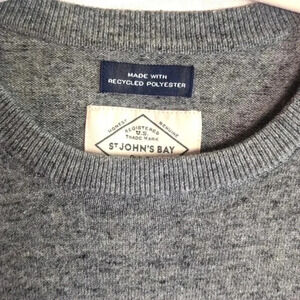 MADE WITH
RECYCLED POLYESTER
HONEST GENUINE
REGISTERED
U.S.
TRADE MARK
ST JOHN'S BAY